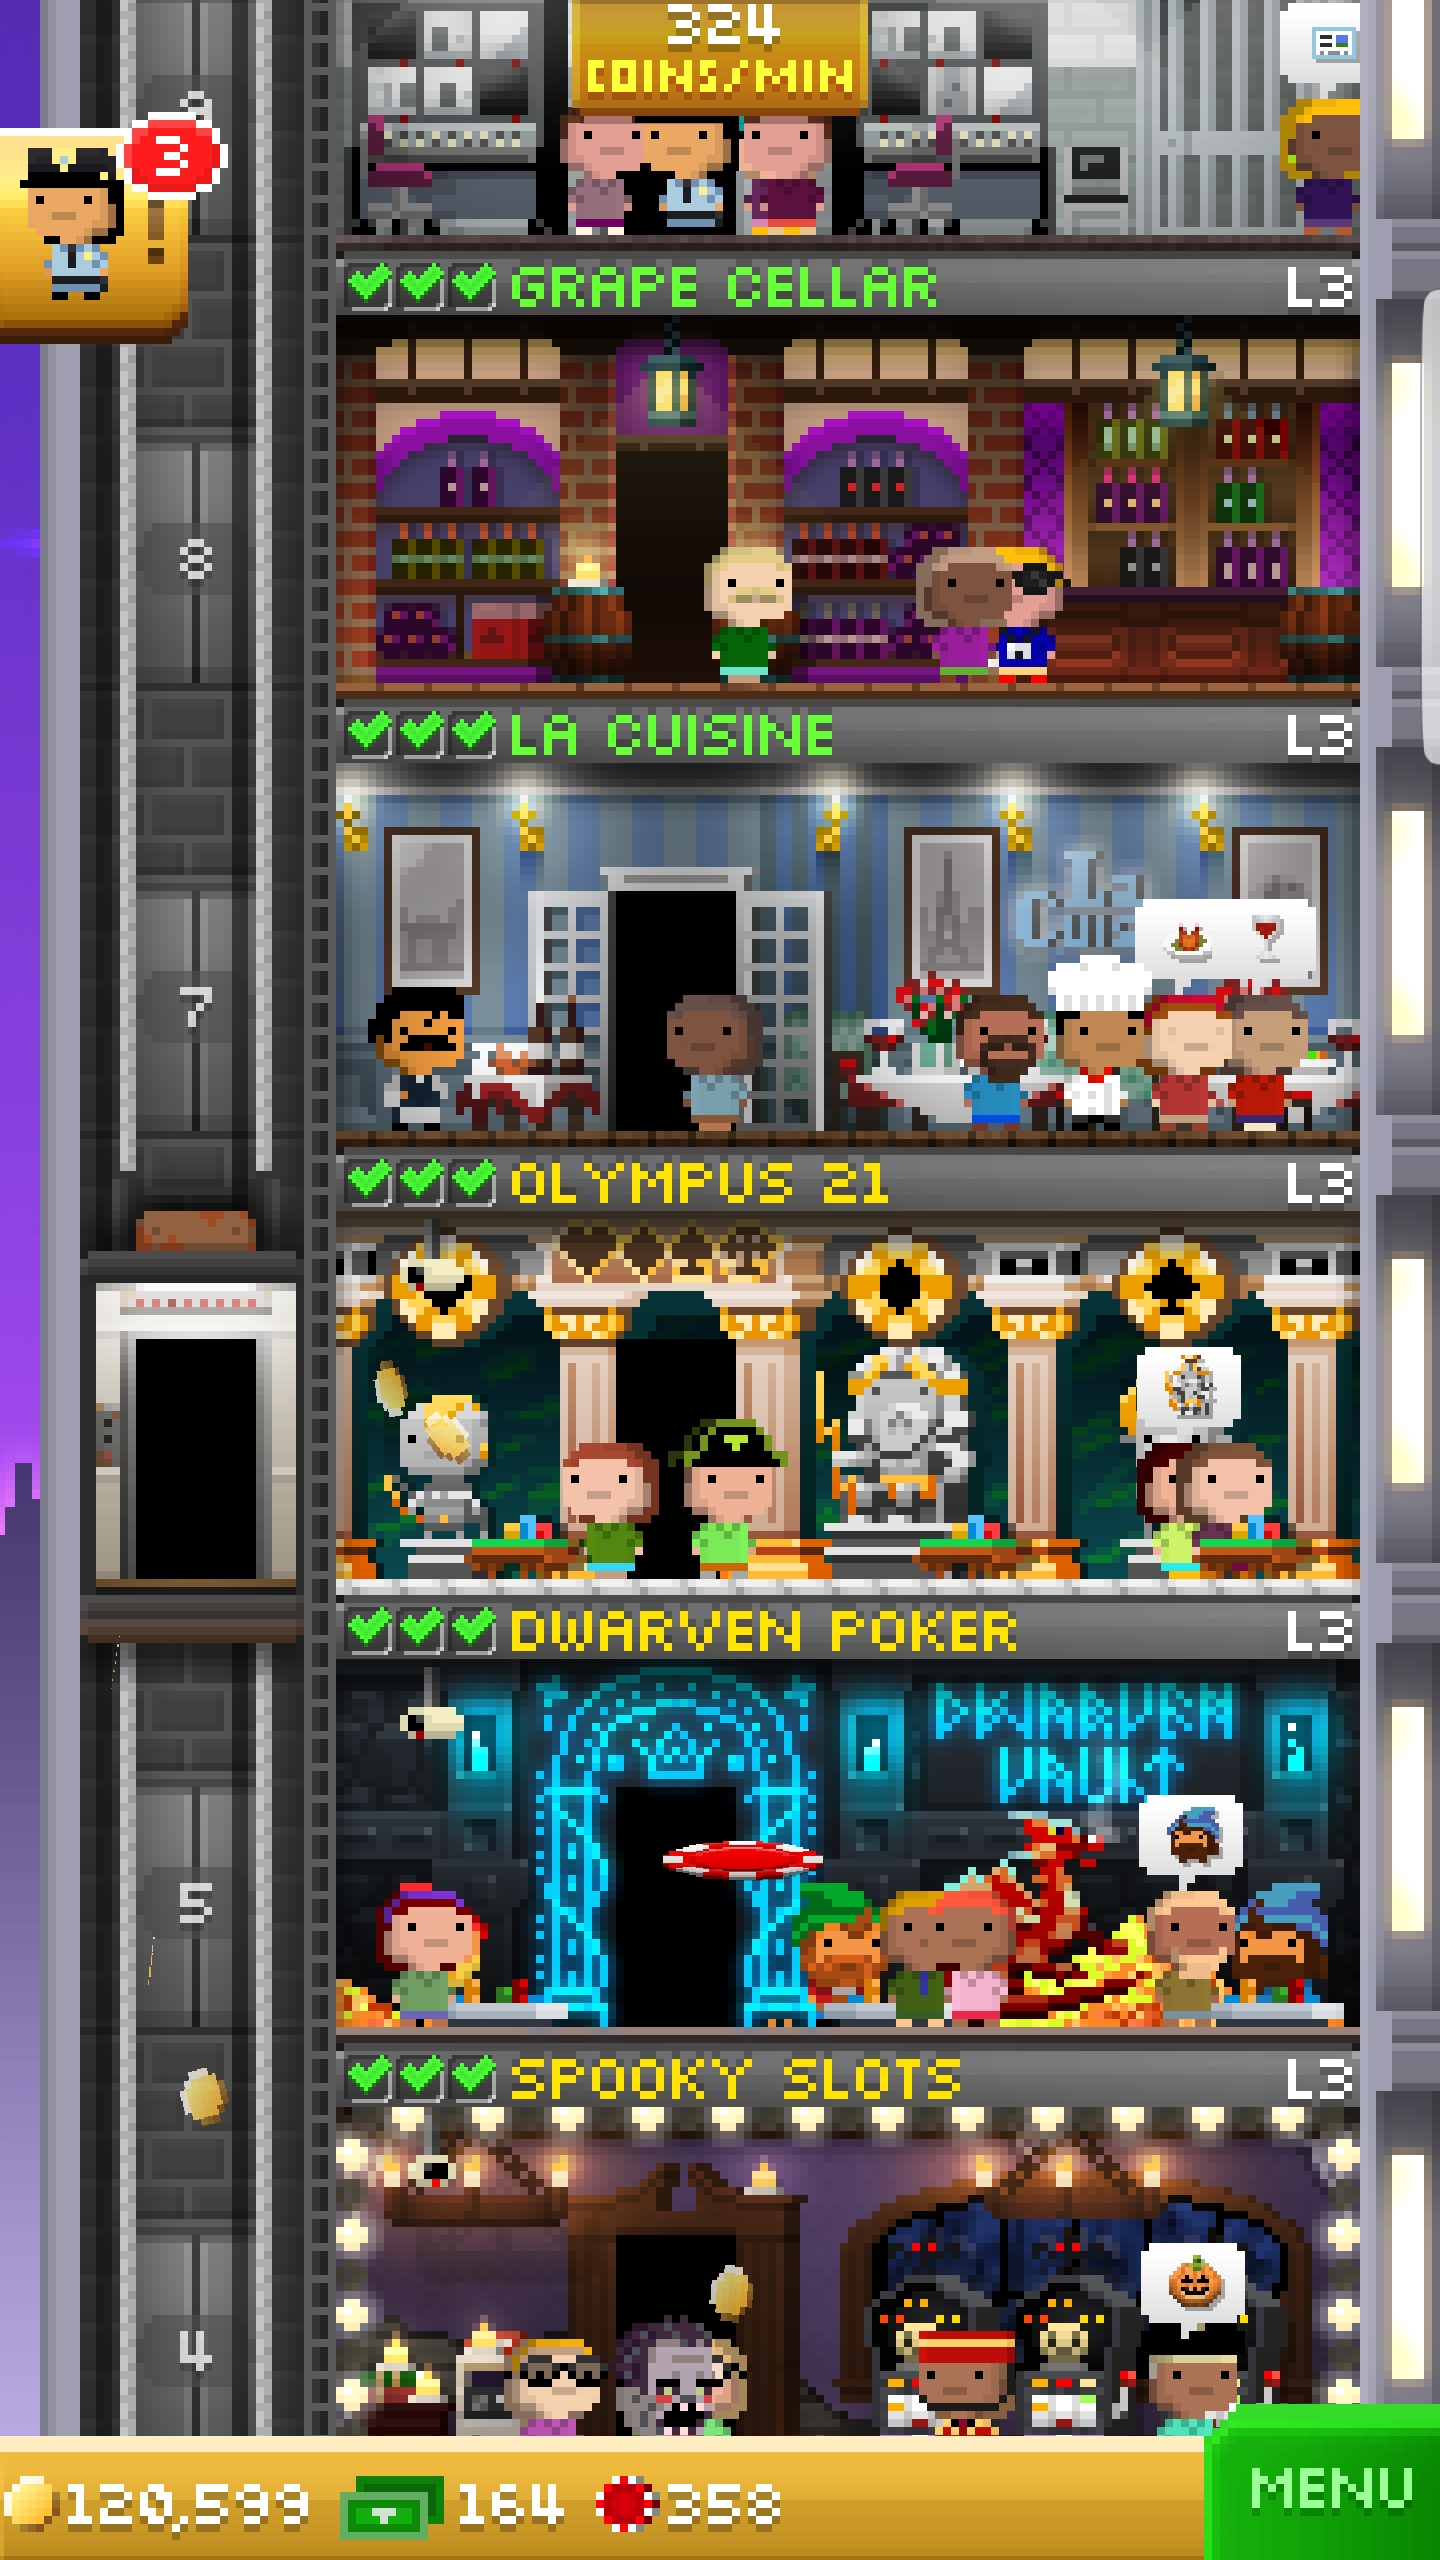 324
COINS/MIN
3
GRAPE CELLAR L3
8
LA CUISINE L3
La
7
OLYMPUS 21 L3
DWARVEN POKER L3
DWARVEN
VAULT
5
SPOOKY SLOTS L3
4
120,599 164 358
MENU